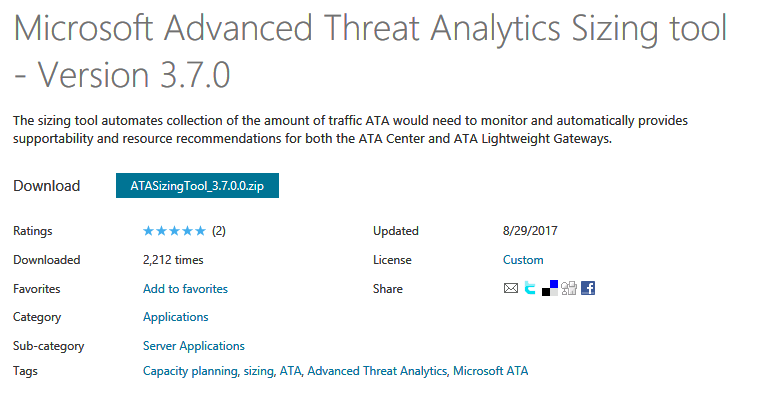 Microsoft Advanced Threat Analytics Sizing tool
- Version 3.7.0
The sizing tool automates collection of the amount of traffic ATA would need to monitor and automatically provides
supportability and resource recommendations for both the ATA Center and ATA Lightweight Gateways.
Download ATASizingTool_3.7.0.0.zip
Ratings (2) Updated 8/29/2017
Downloaded 2,212 times License Custom
Favorites Add to favorites Share
Category Applications
Sub-category Server Applications
Tags Capacity planning, sizing, ATA, Advanced Threat Analytics, Microsoft ATA